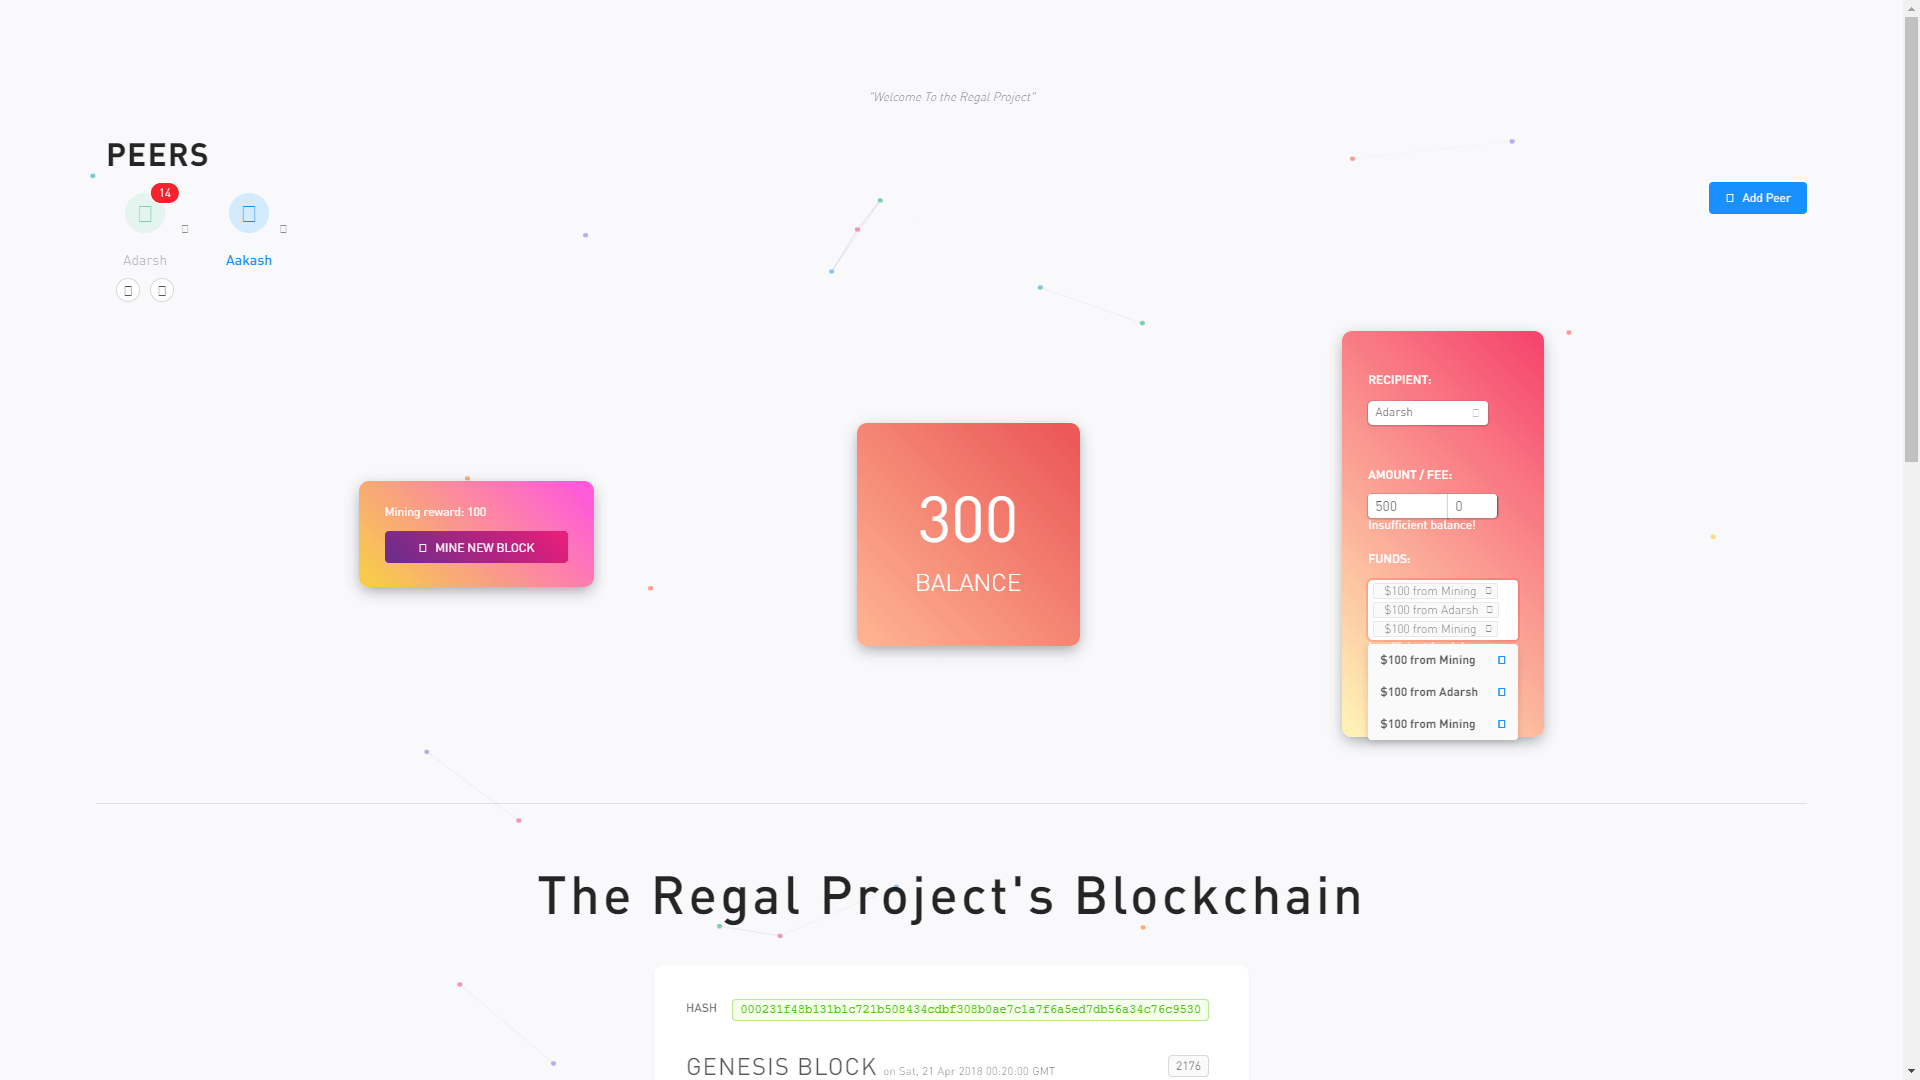 "Welcome To the Regal Project"
PEERS
14
Adarsh
Aakash
Add Peer
Mining reward: 100
MINE NEW BLOCK
300
BALANCE
RECIPIENT:
Adarsh
AMOUNT / FEE:
500 0
Insufficient balance!
FUNDS:
$100 from Mining
$100 from Adarsh
$100 from Mining
$100 from Mining
$100 from Adarsh
$100 from Mining
The Regal Project's Blockchain
HASH 000231f48b131b1c721b508434cdbf308b0ae7c1a7f6a5ed7db56a34c76c9530
GENESIS BLOCK on Sat, 21 Apr 2018 00:20:00 GMT 2176